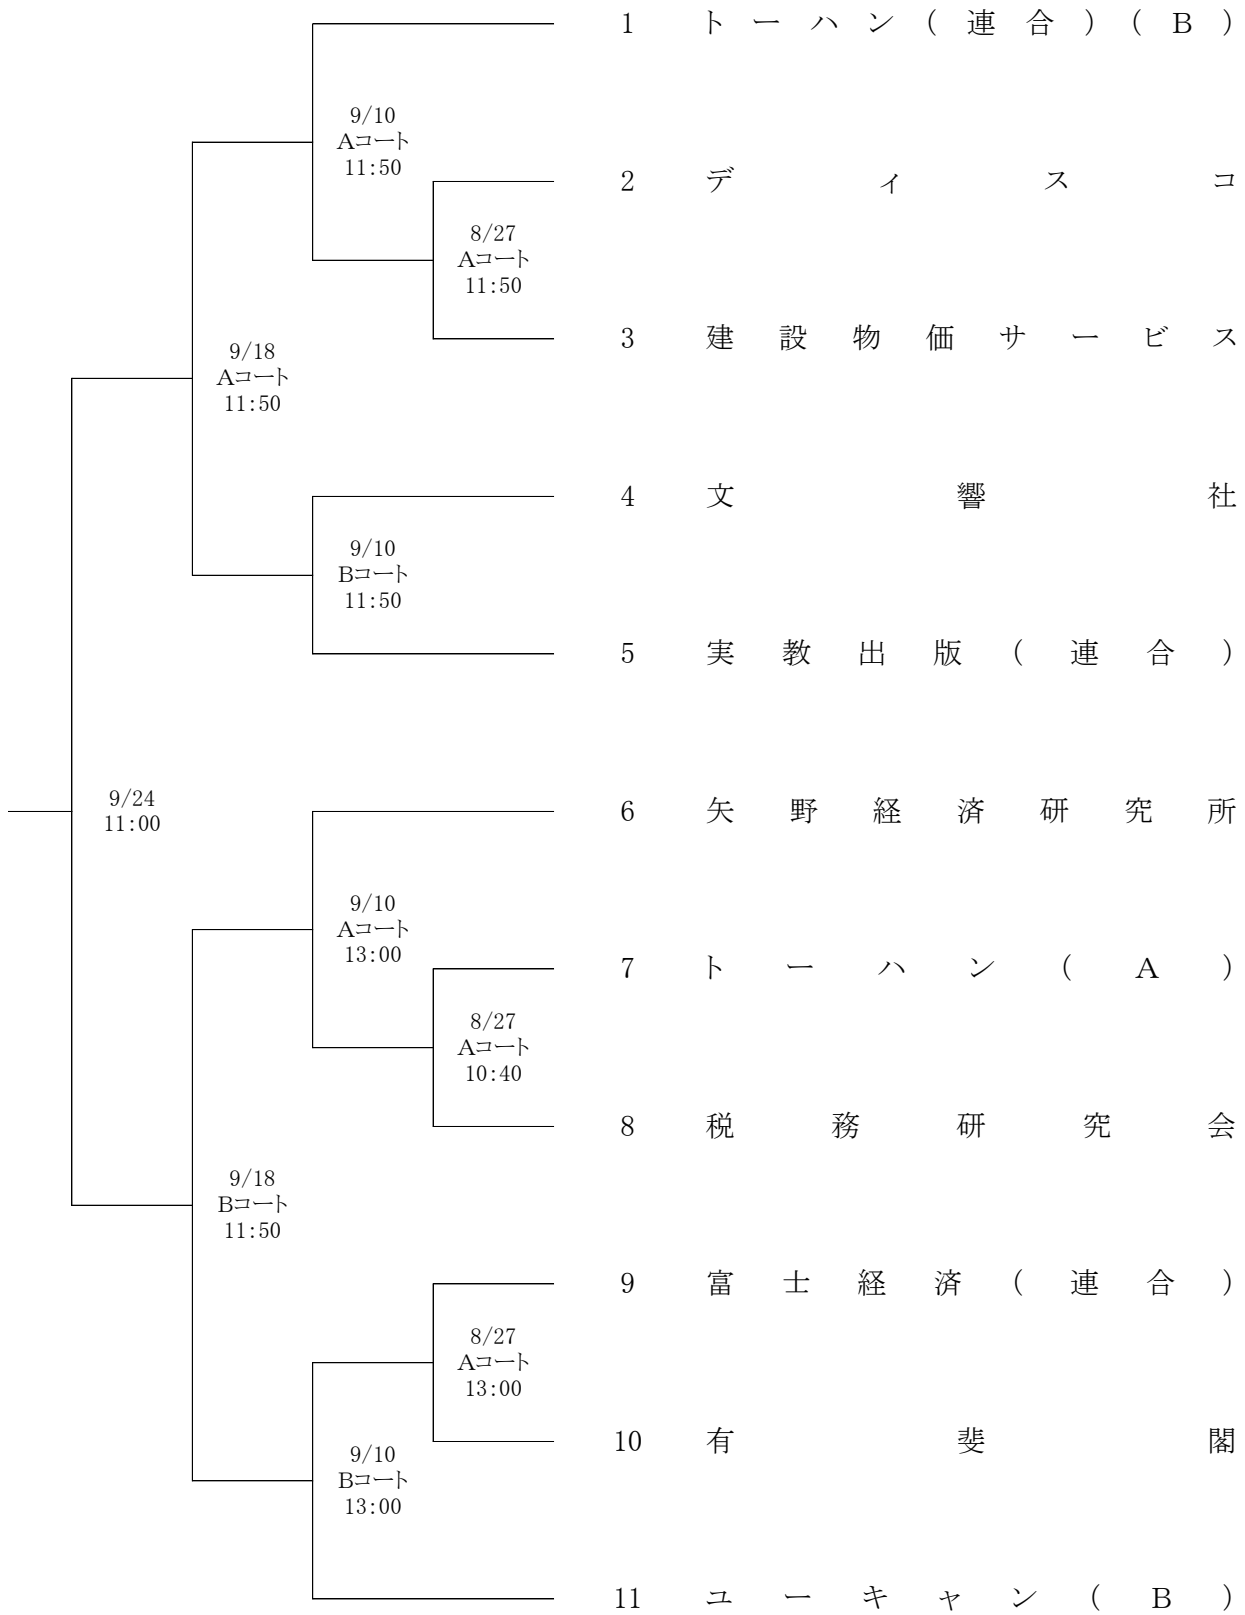 1 トーハン(連合)(B)
9/10
Aコート
11:50
2 ディスコ
8/27
Aコート
11:50
3 建設物価サービス
9/18
Aコート
11:50
4 文響社
9/10
Bコート
11:50
5 実教出版(連合)
9/24
11:00
6 矢野経済研究所
9/10
Aコート
13:00
7 トーハン(A)
8/27
Aコート
10:40
8 税務研究会
9/18
Bコート
11:50
9 富士経済(連合)
8/27
Aコート
13:00
10 有斐閣
9/10
Bコート
13:00
11 ユーキャン(B)